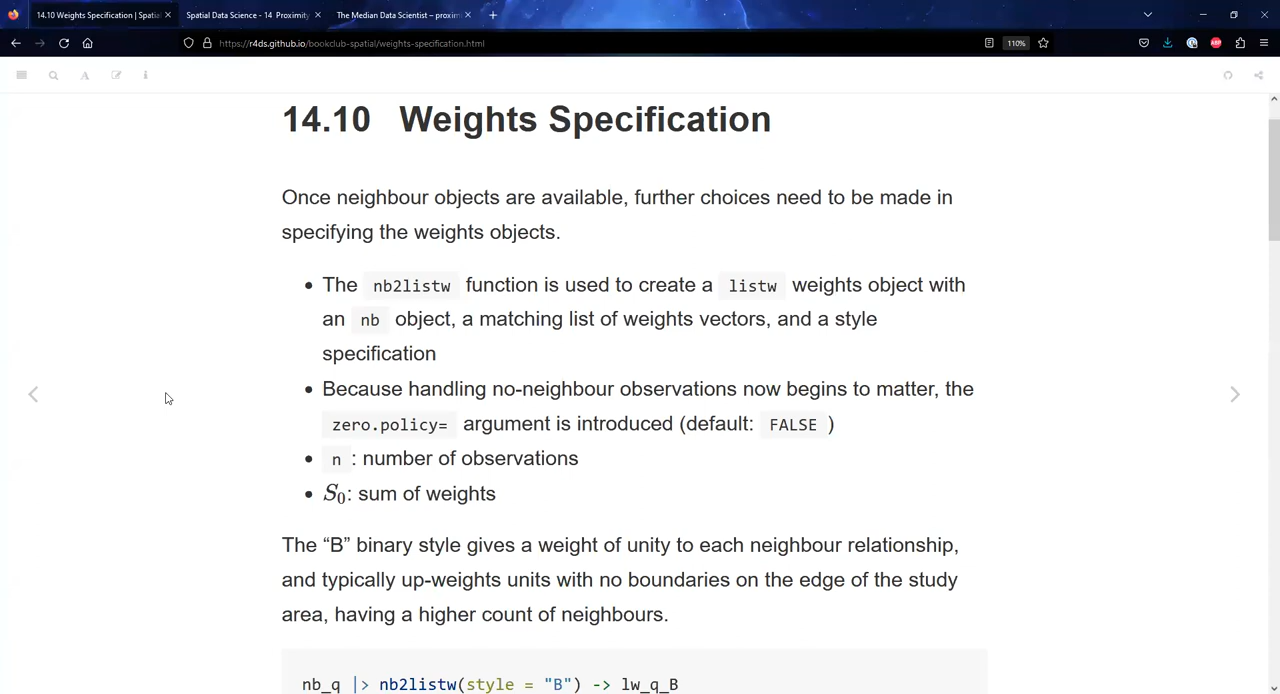 14.10 Weights Specification | Spatial
Spatial Data Science - 14 Proximity
The Median Data Scientist – proxim
https://r4ds.github.io/bookclub-spatial/weights-specification.html
110%
14.10 Weights Specification
Once neighbour objects are available, further choices need to be made in
specifying the weights objects.
• The nb2listw function is used to create a listw weights object with
an nb object, a matching list of weights vectors, and a style
specification
• Because handling no-neighbour observations now begins to matter, the
zero.policy= argument is introduced (default: FALSE )
• n : number of observations
• S₀: sum of weights
The “B” binary style gives a weight of unity to each neighbour relationship,
and typically up-weights units with no boundaries on the edge of the study
area, having a higher count of neighbours.
nb_q |> nb2listw(style = "B") -> lw_q_B